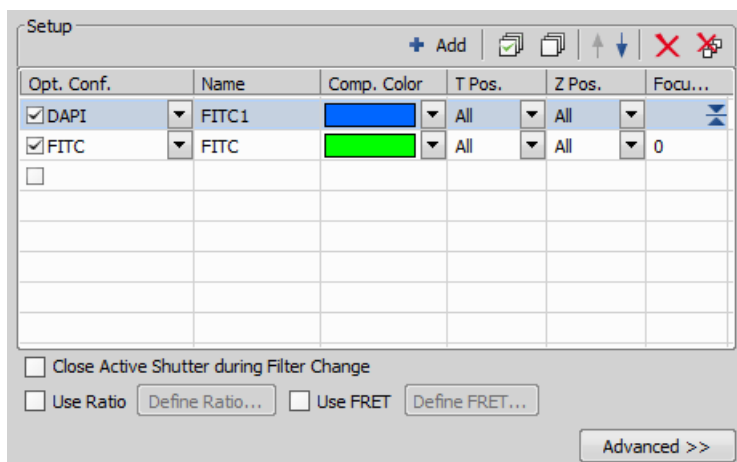 Setup
Add
Opt. Conf. Name Comp. Color T Pos. Z Pos. Focu...
DAPI FITC1 All All
FITC FITC All All 0
Close Active Shutter during Filter Change
Use Ratio Define Ratio... Use FRET Define FRET...
Advanced >>